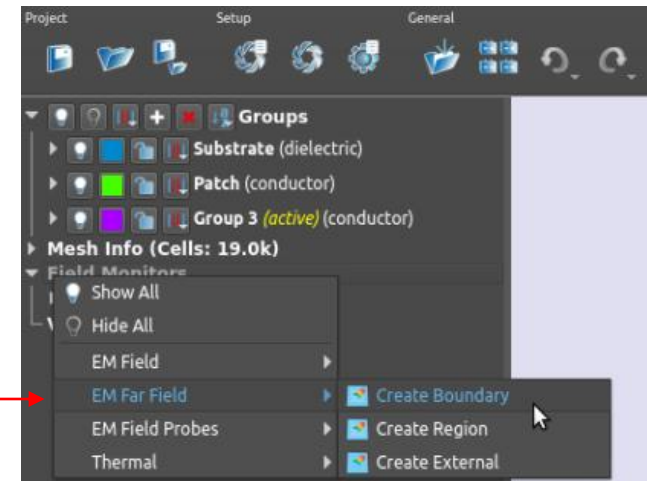 Project Setup General
Groups
Substrate (dielectric)
Patch (conductor)
Group 3 (active) (conductor)
Mesh Info (Cells: 19.0k)
Field Monitors
Show All
Hide All
EM Field
EM Far Field Create Boundary
EM Field Probes Create Region
Thermal Create External